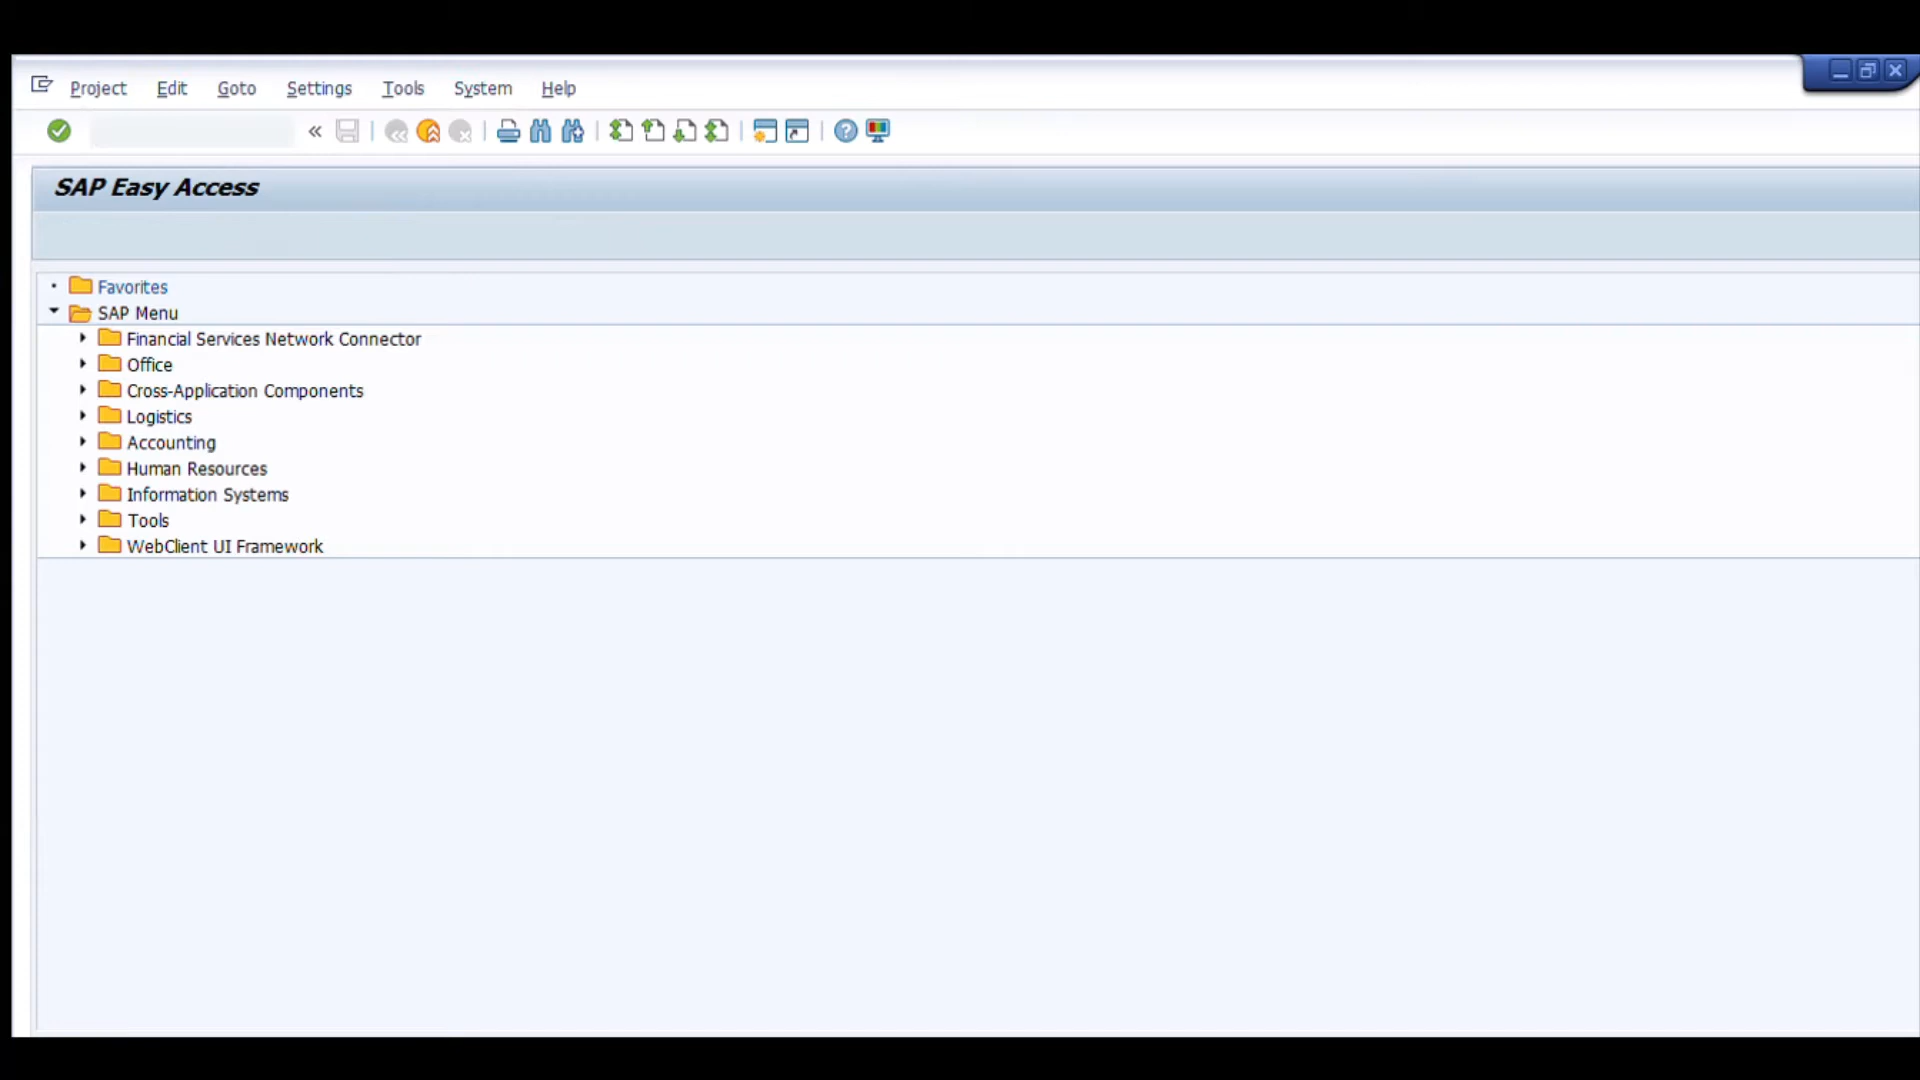 Project Edit Goto Settings Tools System Help
SAP Easy Access
Favorites
SAP Menu
Financial Services Network Connector
Office
Cross-Application Components
Logistics
Accounting
Human Resources
Information Systems
Tools
WebClient UI Framework